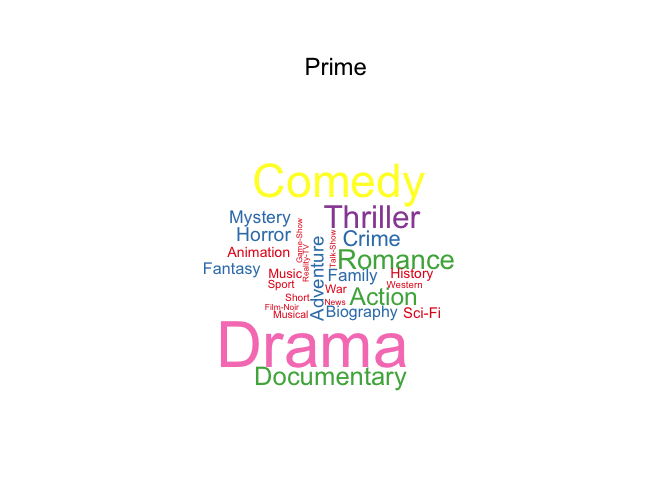 Prime
Comedy
Mystery
Thriller
Horror
Game-Show
Talk-Show
Crime
Animation
Reality-TV
Adventure
Romance
Fantasy
Music
Family
History
Sport
War
Western
Short
News
Action
Film-Noir
Musical
Biography
Sci-Fi
Drama
Documentary